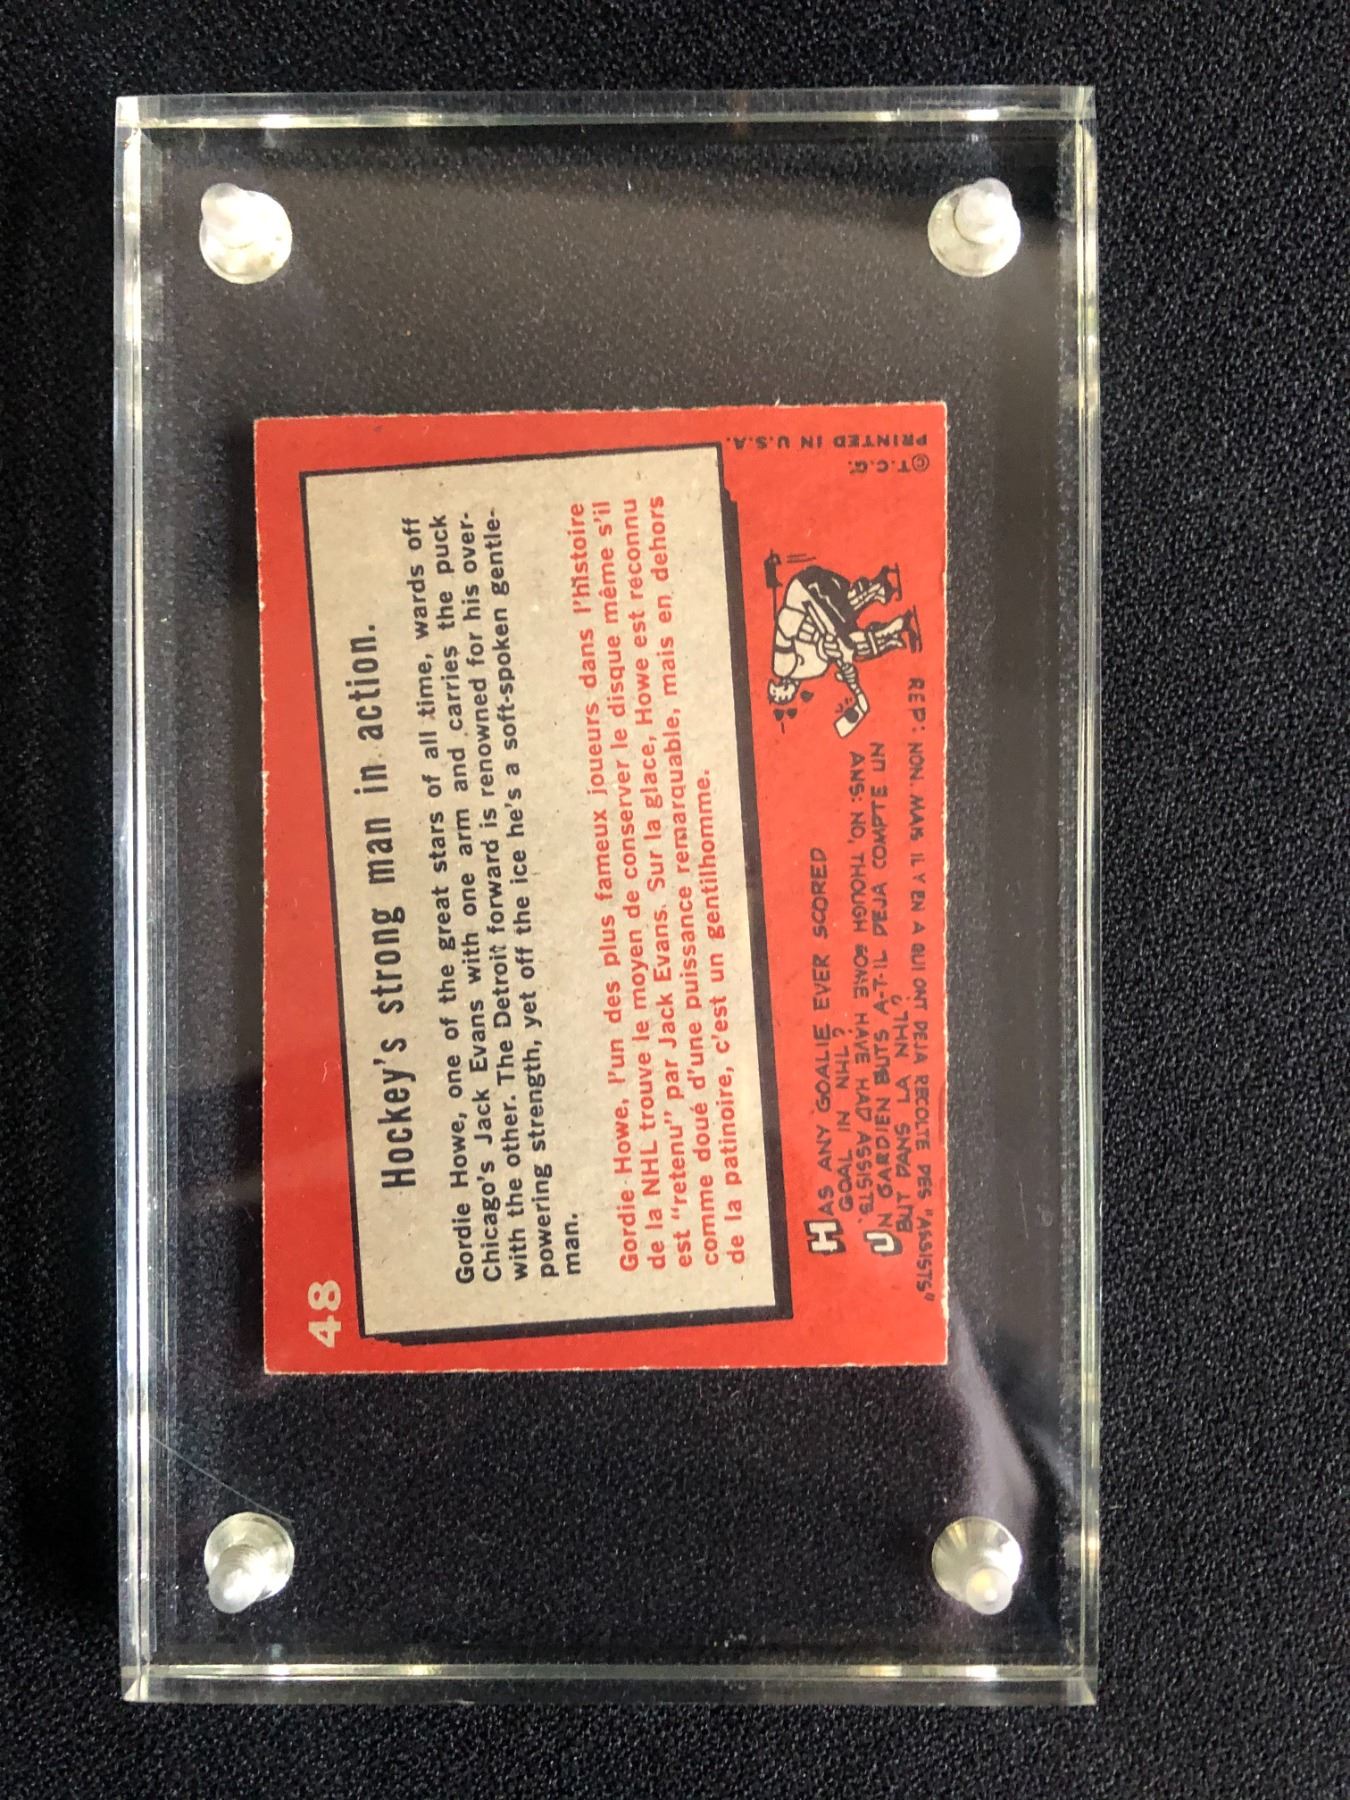 48
Hockey's strong man in action.
Gordie Howe, one of the great stars of all time, wards off
Chicago's Jack Evans with one arm and carries the puck
with the other. The Detroit forward is renowned for his over-
powering strength, yet off the ice he's a soft-spoken gentle-
man.
Gordie Howe, l'un des plus fameux joueurs dans l'histoire
de la NHL trouve le moyen de conserver le disque même s'il
est "retenu" par Jack Evans. Sur la glace, Howe est reconnu
comme doué d'une puissance remarquable, mais en dehors
de la patinoire, c'est un gentilhomme.
HAS ANY GOALIE EVER SCORED
GOAL IN NHL?
ANS: NO, THOUGH SOME HAVE HAD ASSISTS.
UN GARDIEN BUTS A-T-IL DEJA COMPTE UN
BUT DANS LA NHL?
REP: NON, MAIS IL Y EN A QUI ONT DEJA RECOLTE DES "ASSISTS"
© T.C.G.
PRINTED IN U.S.A.